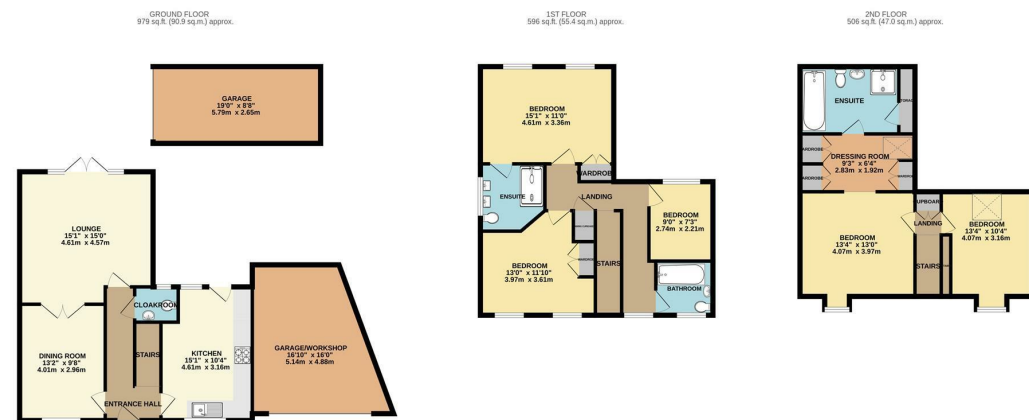 GROUND FLOOR
979 sq.ft. (90.9 sq.m.) approx.
GARAGE
19'0" x 8'8"
5.79m x 2.65m
LOUNGE
15'1" x 15'0"
4.61m x 4.57m
CLOAKROOM
DINING ROOM
13'2" x 9'8"
4.01m x 2.96m
STAIRS
KITCHEN
15'1" x 10'4"
4.61m x 3.16m
GARAGE/WORKSHOP
16'10" x 16'0"
5.14m x 4.88m
ENTRANCE HALL
1ST FLOOR
596 sq.ft. (55.4 sq.m.) approx.
BEDROOM
15'1" x 11'0"
4.61m x 3.36m
WARDROBE
ENSUITE
LANDING
BEDROOM
9'0" x 7'3"
2.74m x 2.21m
BEDROOM
13'0" x 11'10"
3.97m x 3.61m
STAIRS
BATHROOM
2ND FLOOR
506 sq.ft. (47.0 sq.m.) approx.
ENSUITE
DRESSING ROOM
9'3" x 6'4"
2.83m x 1.92m
ARDROBE
ARDROBE
UPBOAR
LANDING
BEDROOM
13'4" x 13'0"
4.07m x 3.97m
STAIRS
BEDROOM
13'4" x 10'4"
4.07m x 3.16m